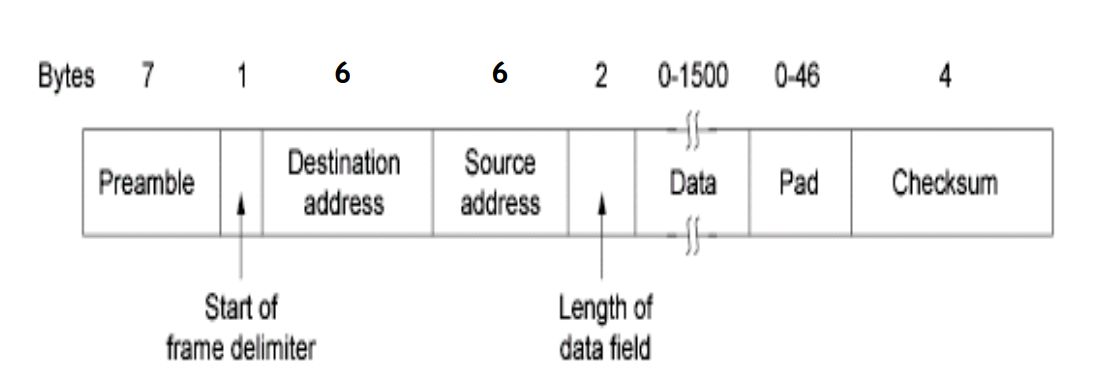 Bytes 7 1 6 6 2 0-1500 0-46 4
Preamble
Destination
address
Source
address
Data
Pad
Checksum
Start of
frame delimiter
Length of
data field